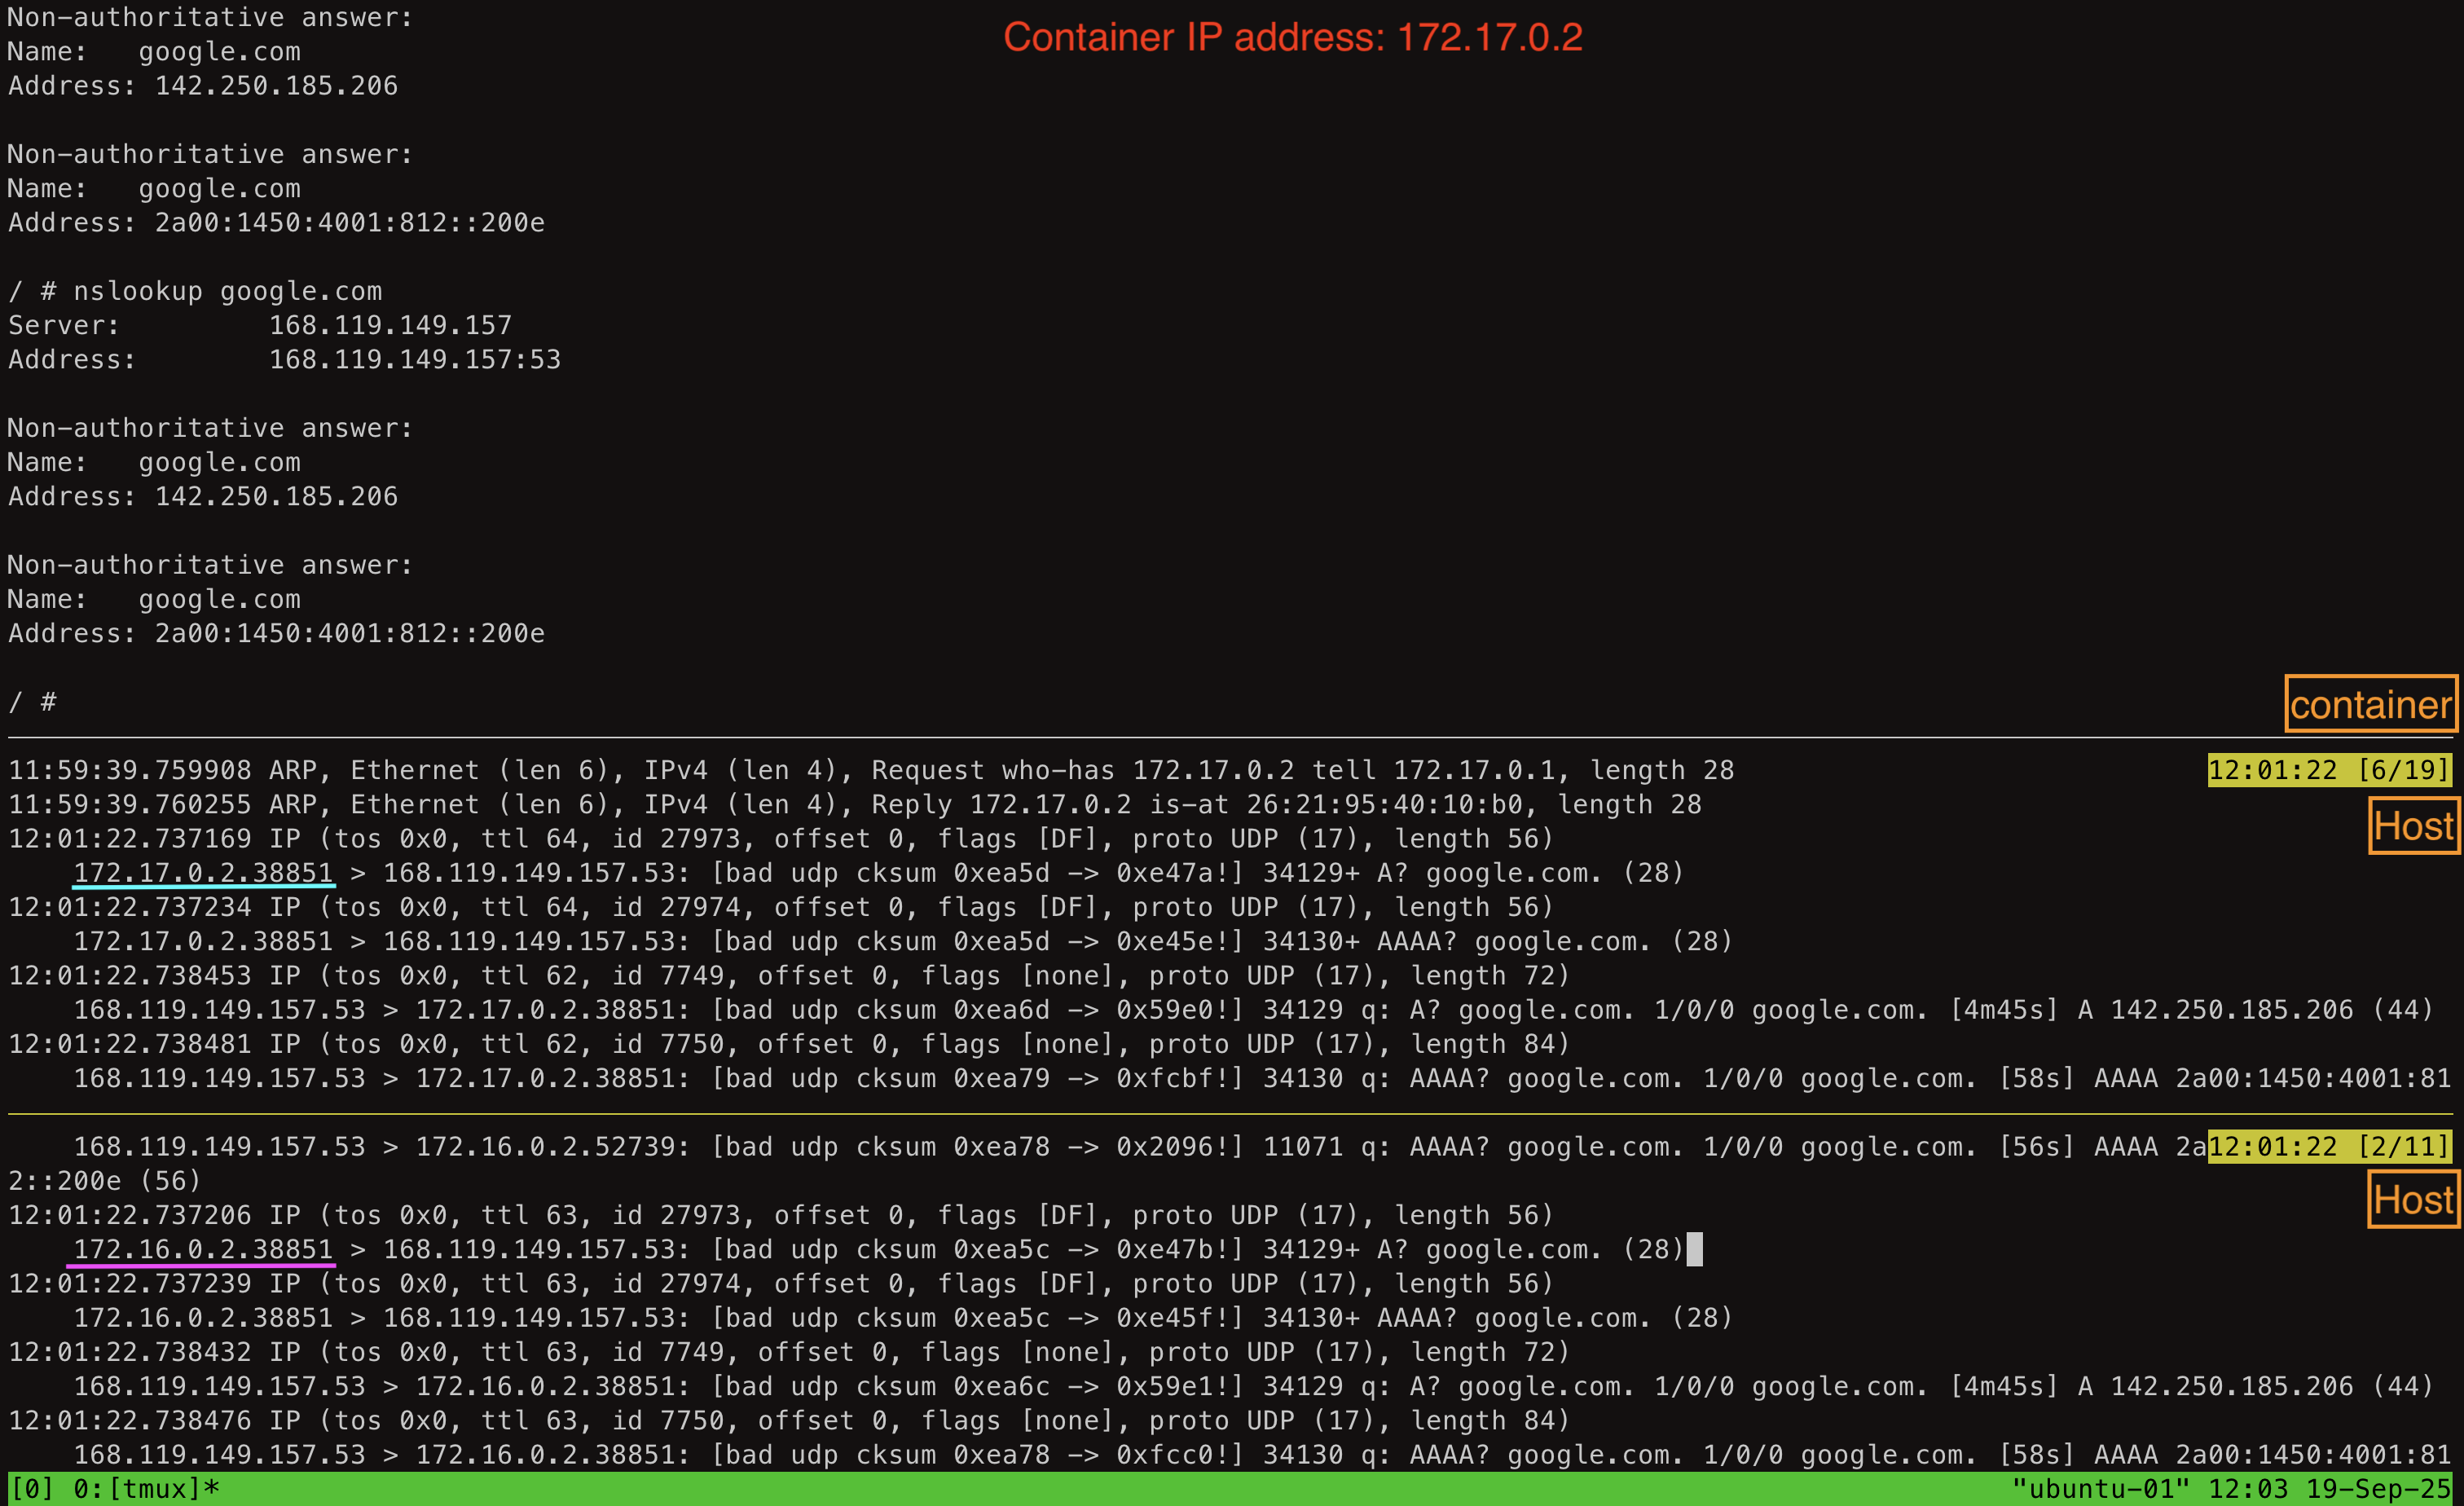 Non-authoritative answer:
Container IP address: 172.17.0.2
Name:   google.com
Address: 142.250.185.206
Non-authoritative answer:
Name:   google.com
Address: 2a00:1450:4001:812::200e
/ # nslookup google.com
Server:         168.119.149.157
Address:        168.119.149.157:53
Non-authoritative answer:
Name:   google.com
Address: 142.250.185.206
Non-authoritative answer:
Name:   google.com
Address: 2a00:1450:4001:812::200e
/ #
container
11:59:39.759908 ARP, Ethernet (len 6), IPv4 (len 4), Request who-has 172.17.0.2 tell 172.17.0.1, length 28
12:01:22 [6/19]
11:59:39.760255 ARP, Ethernet (len 6), IPv4 (len 4), Reply 172.17.0.2 is-at 26:21:95:40:10:b0, length 28
Host
12:01:22.737169 IP (tos 0x0, ttl 64, id 27973, offset 0, flags [DF], proto UDP (17), length 56)
    172.17.0.2.38851 > 168.119.149.157.53: [bad udp cksum 0xea5d -> 0xe47a!] 34129+ A? google.com. (28)
12:01:22.737234 IP (tos 0x0, ttl 64, id 27974, offset 0, flags [DF], proto UDP (17), length 56)
    172.17.0.2.38851 > 168.119.149.157.53: [bad udp cksum 0xea5d -> 0xe45e!] 34130+ AAAA? google.com. (28)
12:01:22.738453 IP (tos 0x0, ttl 62, id 7749, offset 0, flags [none], proto UDP (17), length 72)
    168.119.149.157.53 > 172.17.0.2.38851: [bad udp cksum 0xea6d -> 0x59e0!] 34129 q: A? google.com. 1/0/0 google.com. [4m45s] A 142.250.185.206 (44)
12:01:22.738481 IP (tos 0x0, ttl 62, id 7750, offset 0, flags [none], proto UDP (17), length 84)
    168.119.149.157.53 > 172.17.0.2.38851: [bad udp cksum 0xea79 -> 0xfcbf!] 34130 q: AAAA? google.com. 1/0/0 google.com. [58s] AAAA 2a00:1450:4001:81
    168.119.149.157.53 > 172.16.0.2.52739: [bad udp cksum 0xea78 -> 0x2096!] 11071 q: AAAA? google.com. 1/0/0 google.com. [56s] AAAA 2a
12:01:22 [2/11]
2::200e (56)
Host
12:01:22.737206 IP (tos 0x0, ttl 63, id 27973, offset 0, flags [DF], proto UDP (17), length 56)
    172.16.0.2.38851 > 168.119.149.157.53: [bad udp cksum 0xea5c -> 0xe47b!] 34129+ A? google.com. (28)
12:01:22.737239 IP (tos 0x0, ttl 63, id 27974, offset 0, flags [DF], proto UDP (17), length 56)
    172.16.0.2.38851 > 168.119.149.157.53: [bad udp cksum 0xea5c -> 0xe45f!] 34130+ AAAA? google.com. (28)
12:01:22.738432 IP (tos 0x0, ttl 63, id 7749, offset 0, flags [none], proto UDP (17), length 72)
    168.119.149.157.53 > 172.16.0.2.38851: [bad udp cksum 0xea6c -> 0x59e1!] 34129 q: A? google.com. 1/0/0 google.com. [4m45s] A 142.250.185.206 (44)
12:01:22.738476 IP (tos 0x0, ttl 63, id 7750, offset 0, flags [none], proto UDP (17), length 84)
    168.119.149.157.53 > 172.16.0.2.38851: [bad udp cksum 0xea78 -> 0xfcc0!] 34130 q: AAAA? google.com. 1/0/0 google.com. [58s] AAAA 2a00:1450:4001:81
[0] 0:[tmux]*
"ubuntu-01" 12:03 19-Sep-25